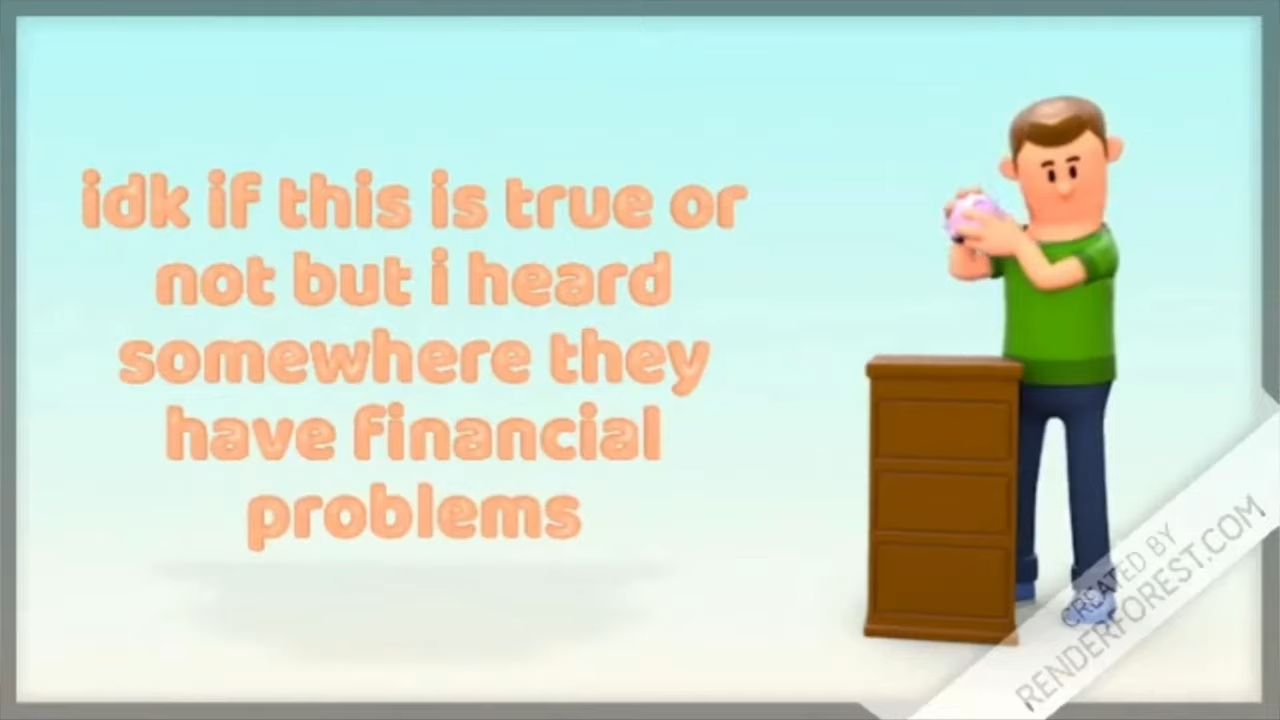 idk if this is true or
not but i heard
somewhere they
have financial
problems
CREATED BY
RENDERFOREST.COM